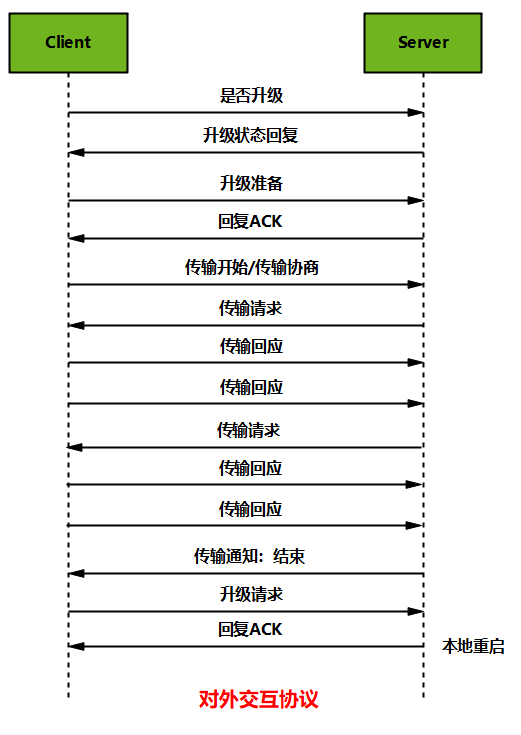 Client
Server
是否升级
升级状态回复
升级准备
回复ACK
传输开始/传输协商
传输请求
传输回应
传输回应
传输请求
传输回应
传输回应
传输通知：结束
升级请求
回复ACK
本地重启
对外交互协议